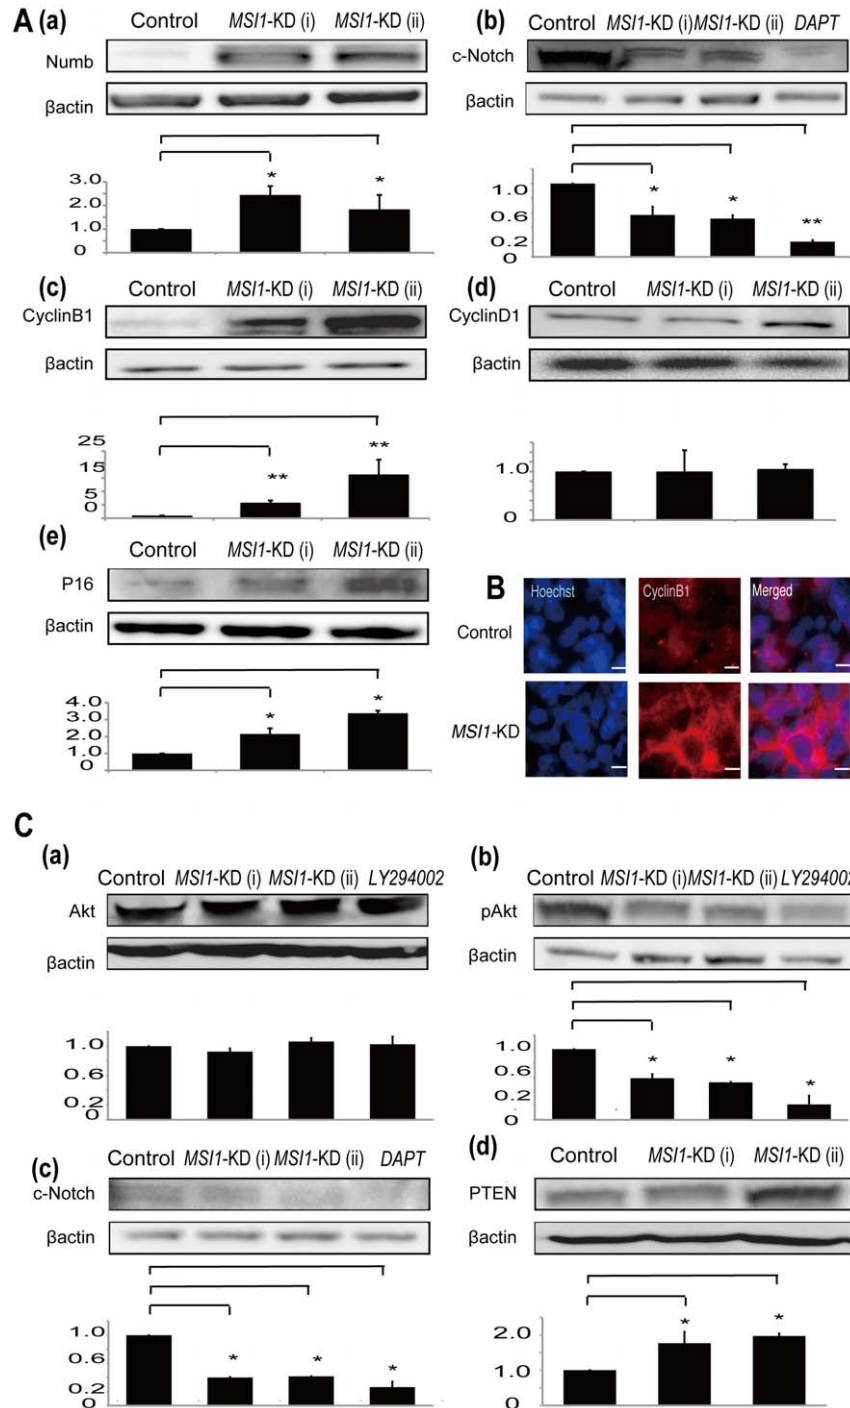 A (a)
Control MSI1-KD (i) MSI1-KD (ii)
Numb
βactin
*
*
3.0
1.0
0
(b)
Control MSI1-KD (i) MSI1-KD (ii) DAPT
c-Notch
βactin
*
*
**
1.0
0.6
0.2
0
(c)
Control MSI1-KD (i) MSI1-KD (ii)
CyclinB1
βactin
**
**
25
15
5
0
(d)
Control MSI1-KD (i) MSI1-KD (ii)
CyclinD1
βactin
1.0
0
(e)
Control MSI1-KD (i) MSI1-KD (ii)
P16
βactin
*
*
4.0
3.0
2.0
1.0
0
B
Hoechst CyclinB1 Merged
Control
MSI1-KD
C
(a)
Control MSI1-KD (i) MSI1-KD (ii) LY294002
Akt
βactin
1.0
0.6
0.2
0
(b)
Control MSI1-KD (i) MSI1-KD (ii) LY294002
pAkt
βactin
*
*
*
1.0
0.6
0.2
0
(c)
Control MSI1-KD (i) MSI1-KD (ii) DAPT
c-Notch
βactin
*
*
*
1.0
0.6
0.2
0
(d)
Control MSI1-KD (i) MSI1-KD (ii)
PTEN
βactin
*
*
2.0
1.0
0